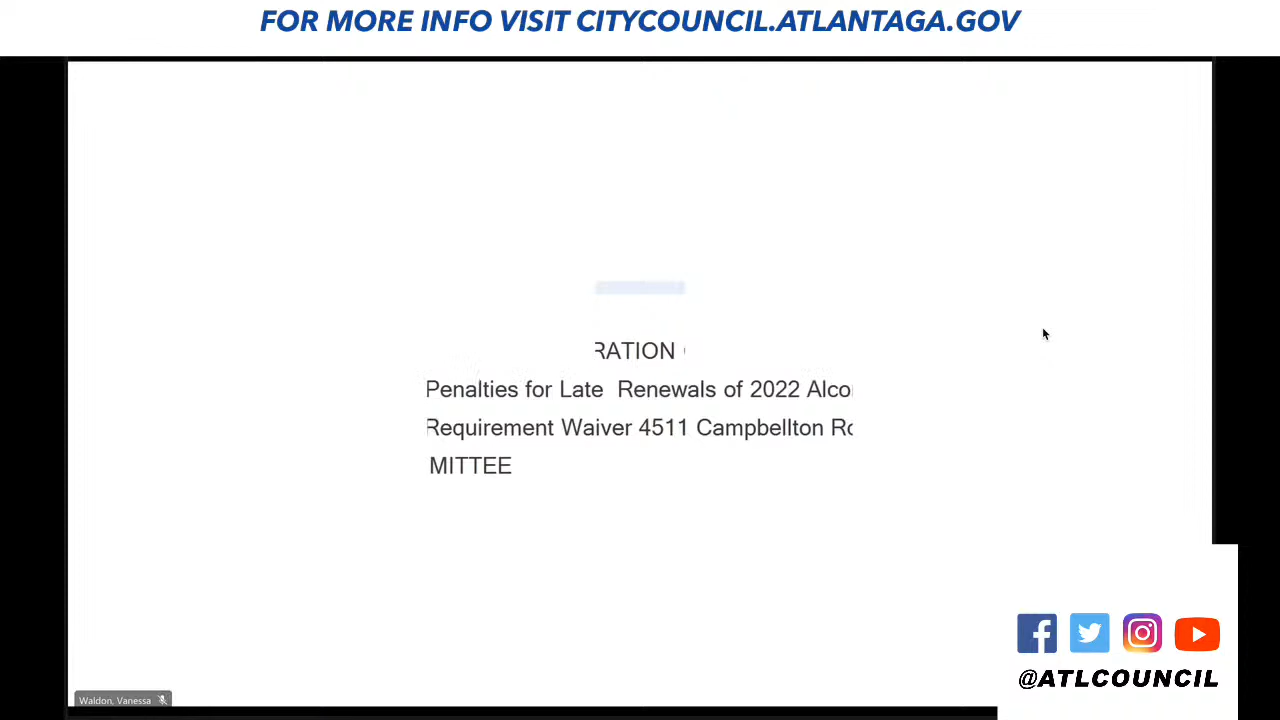 FOR MORE INFO VISIT CITYCOUNCIL.ATLANTAGA.GOV
RATION
Penalties for Late Renewals of 2022 Alco
Requirement Waiver 4511 Campbellton Ro
MITTEE
Waldon, Vanessa
@ATLCOUNCIL